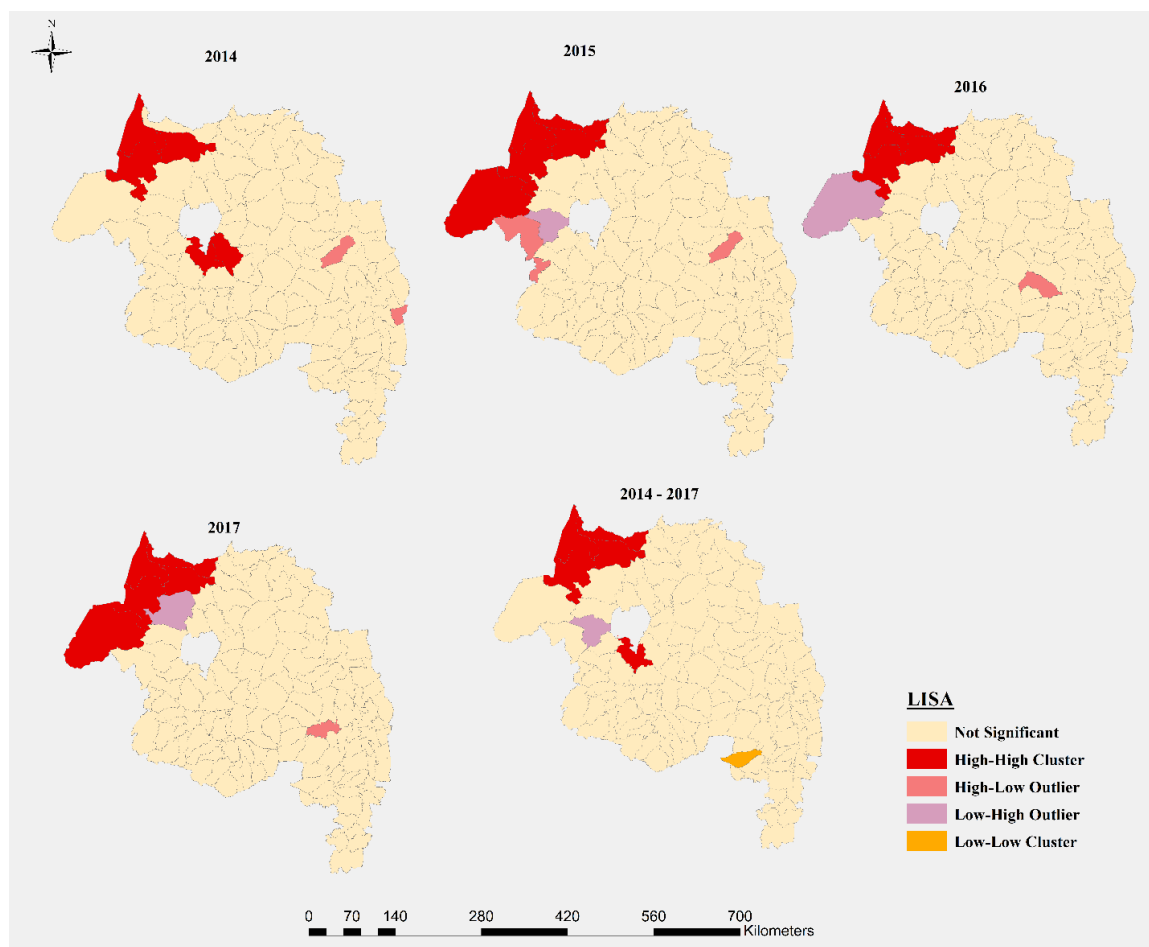 N
2014
2015
2016
2017
2014 - 2017
LISA
Not Significant
High-High Cluster
High-Low Outlier
Low-High Outlier
Low-Low Cluster
0 70 140 280 420 560 700
Kilometers